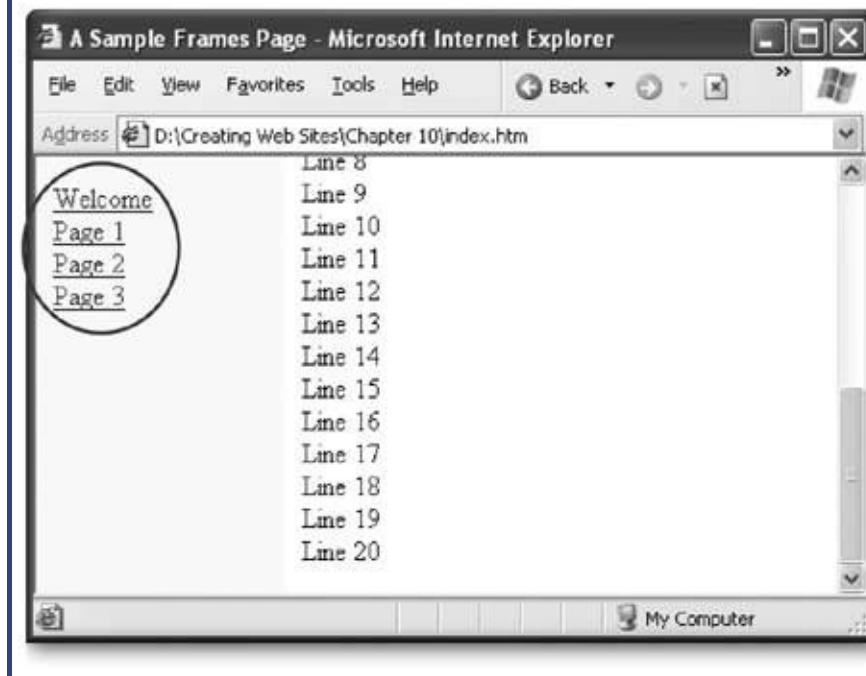 A Sample Frames Page - Microsoft Internet Explorer
File Edit View Favorites Tools Help Back »
Address D:\Creating Web Sites\Chapter 10\index.htm
Welcome
Page 1
Page 2
Page 3
Line 8
Line 9
Line 10
Line 11
Line 12
Line 13
Line 14
Line 15
Line 16
Line 17
Line 18
Line 19
Line 20
My Computer